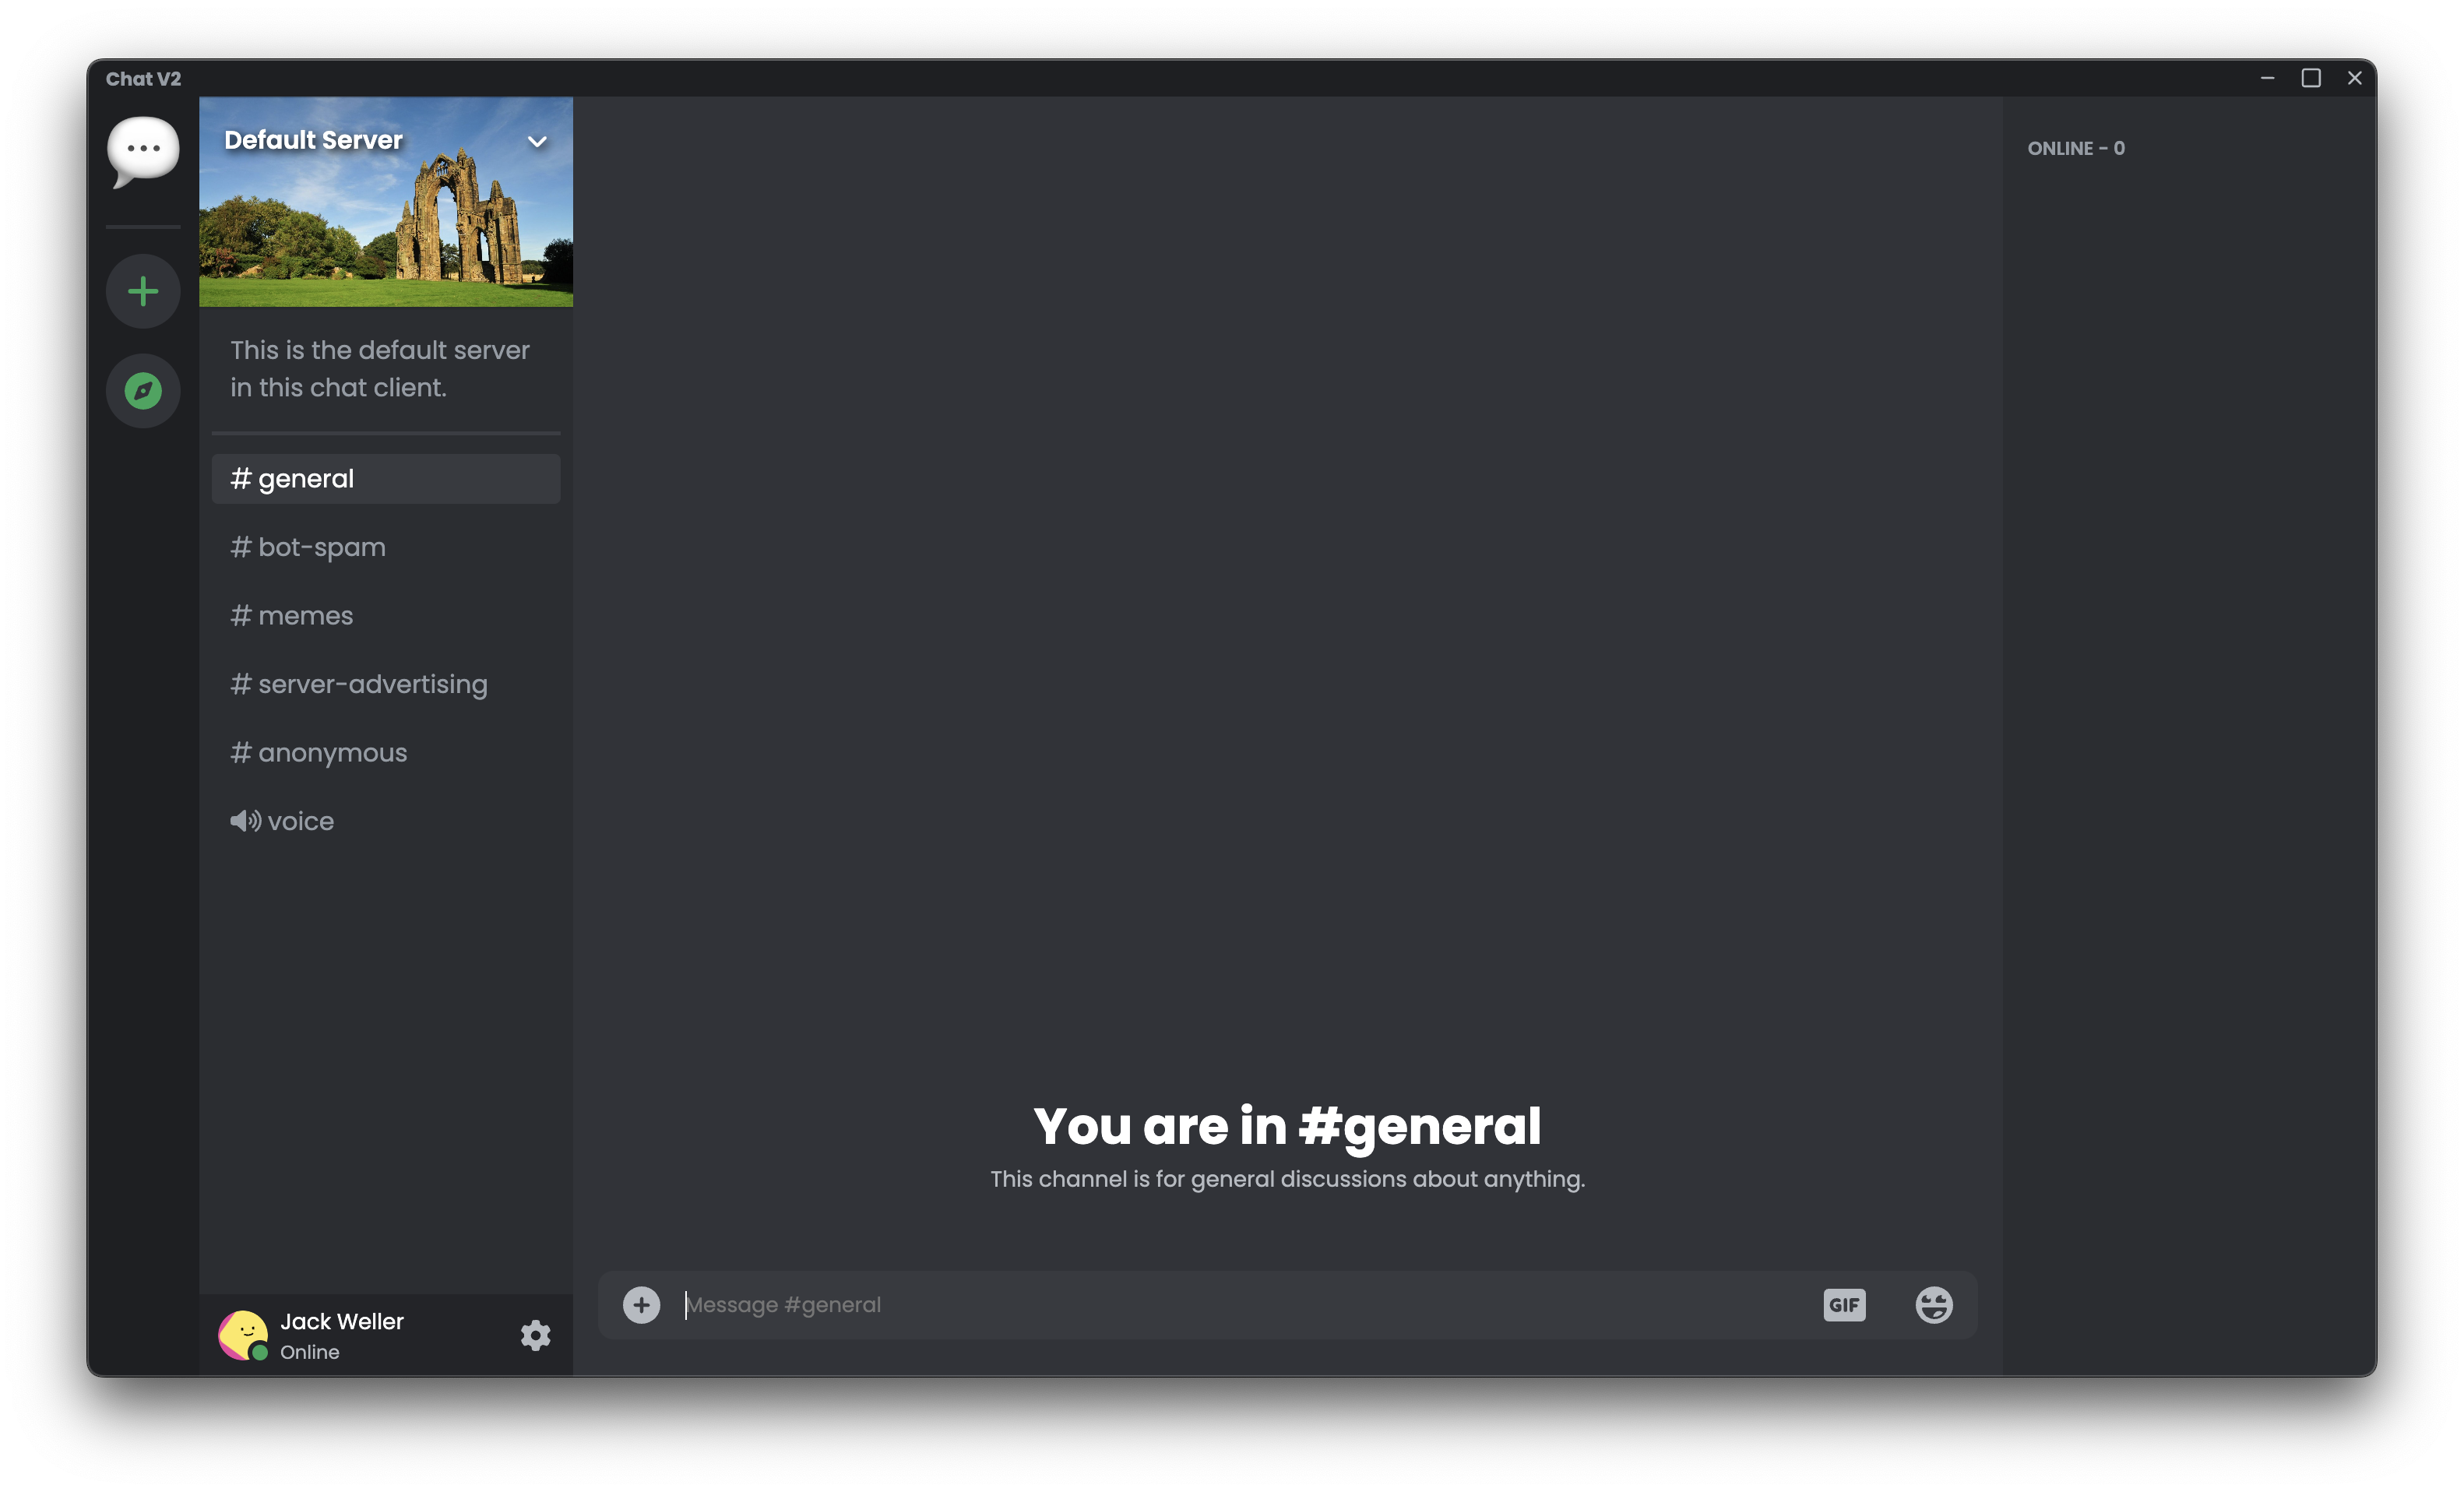 Chat V2
Default Server
This is the default server
in this chat client.
# general
# bot-spam
# memes
# server-advertising
# anonymous
voice
Jack Weller
Online
You are in #general
This channel is for general discussions about anything.
Message #general
GIF
ONLINE - 0